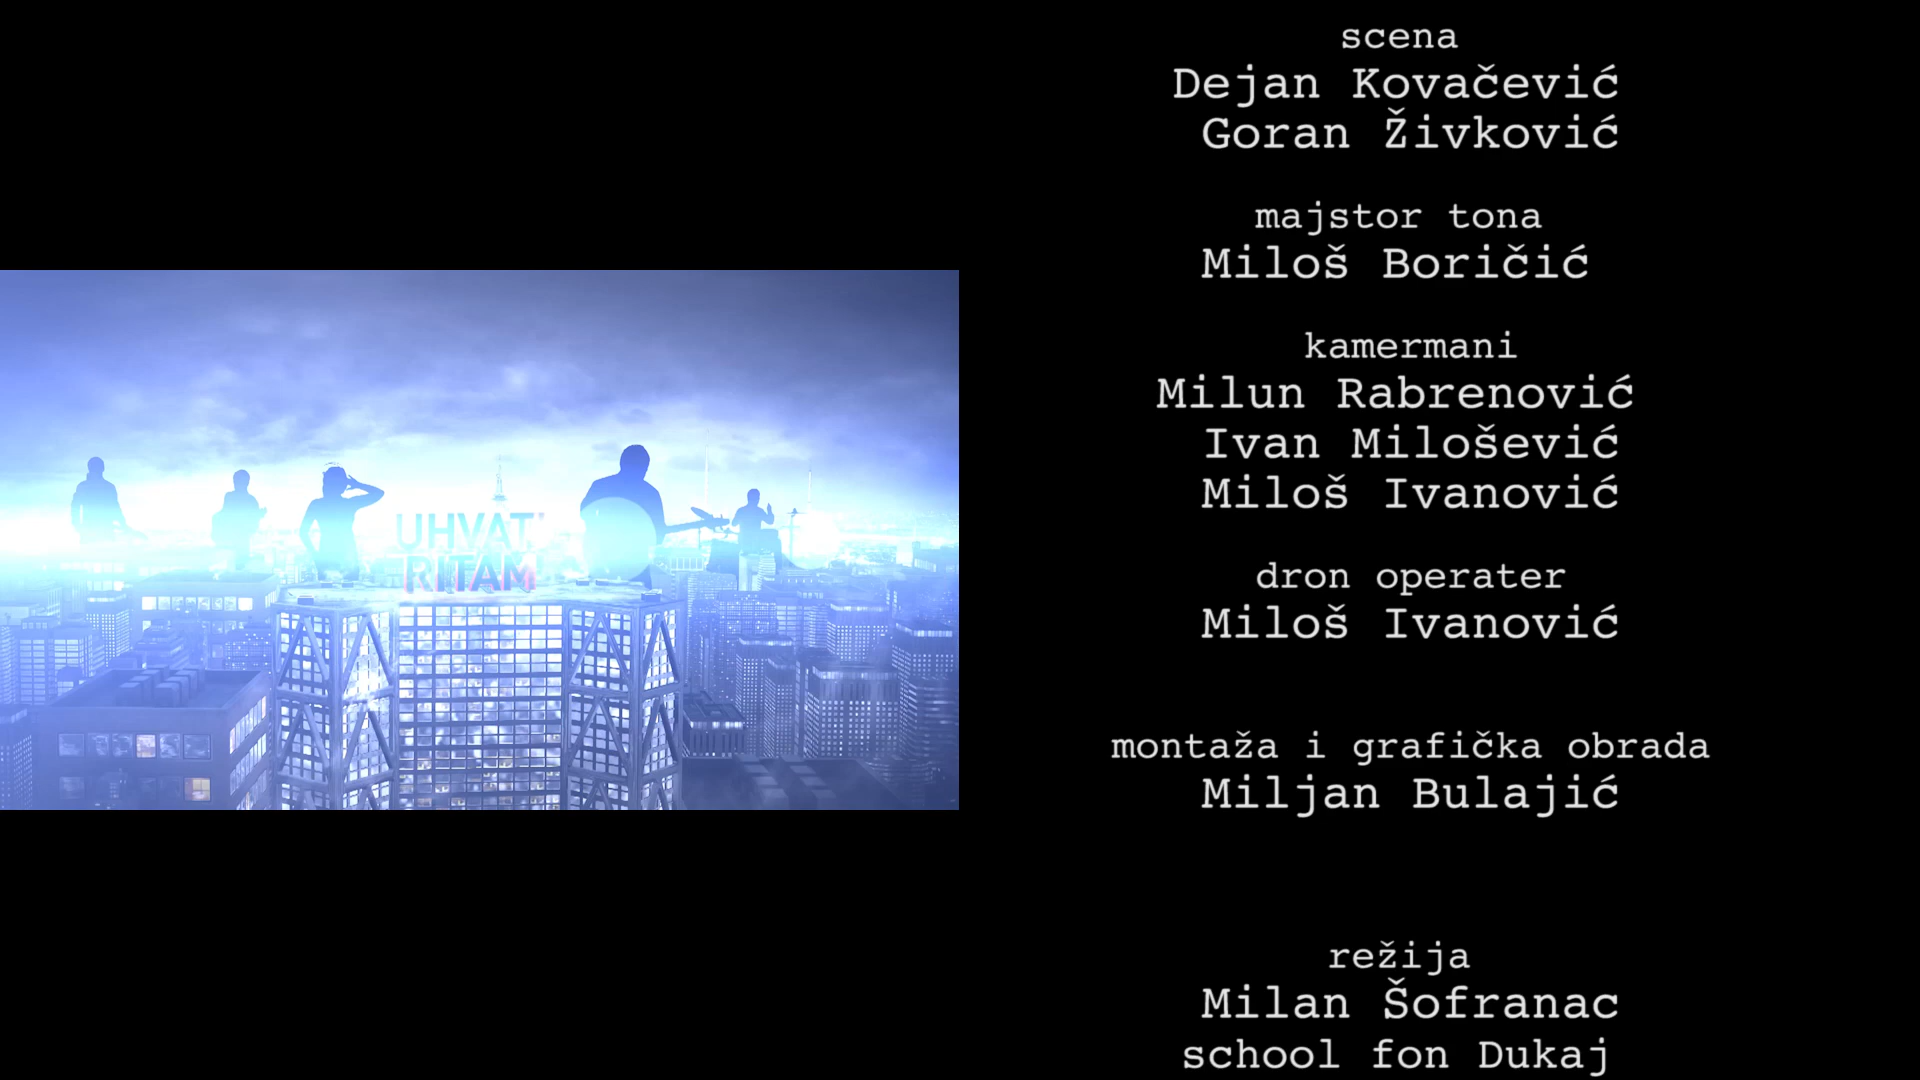 UHVATI
RITAM
scena
Dejan Kovačević
Goran Živković
majstor tona
Miloš Boričić
kamermani
Milun Rabrenović
Ivan Milošević
Miloš Ivanović
dron operater
Miloš Ivanović
montaža i grafička obrada
Miljan Bulajić
režija
Milan Šofranac
school fon Dukaj